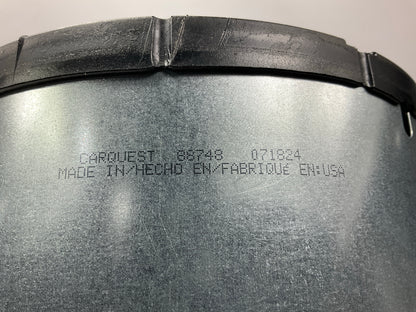 CARQUEST 88748 071824
MADE IN/HECHO EN/FABRIQUé EN:USA